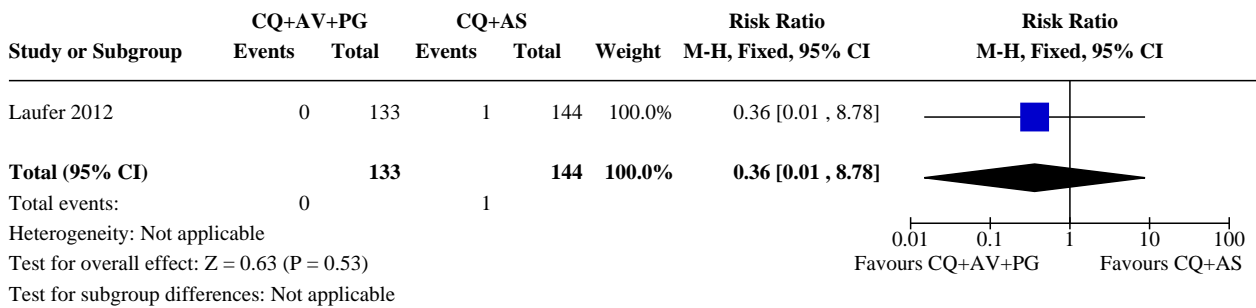 CQ+AV+PG CQ+AS Risk Ratio Risk Ratio
Study or Subgroup Events Total Events Total Weight M-H, Fixed, 95% CI M-H, Fixed, 95% CI
Laufer 2012 0 133 1 144 100.0% 0.36 [0.01 , 8.78]
Total (95% CI) 133 144 100.0% 0.36 [0.01 , 8.78]
Total events: 0 1
Heterogeneity: Not applicable
0.01 0.1 1 10 100
Test for overall effect: Z = 0.63 (P = 0.53)
Favours CQ+AV+PG Favours CQ+AS
Test for subgroup differences: Not applicable